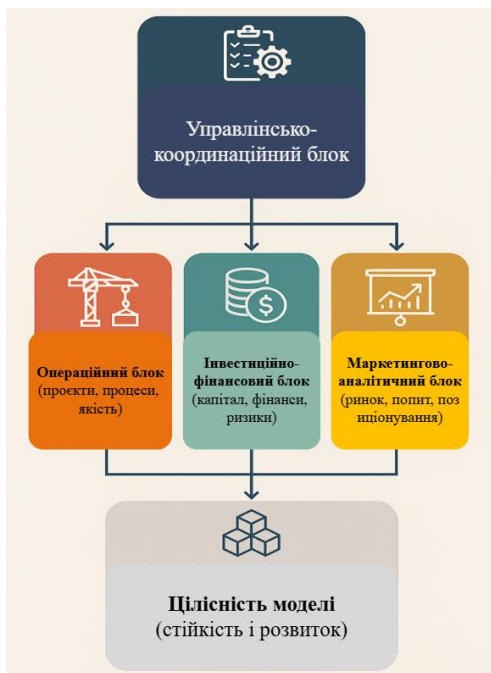 Управлінсько-
координаційний блок
Операційний блок
(проєкти, процеси,
якість)
Інвестиційно-
фінансовий блок
(капітал, фінанси,
ризики)
Маркетингово-
аналітичний блок
(ринок, попит, поз
иціонування)
$
Цілісність моделі
(стійкість і розвиток)